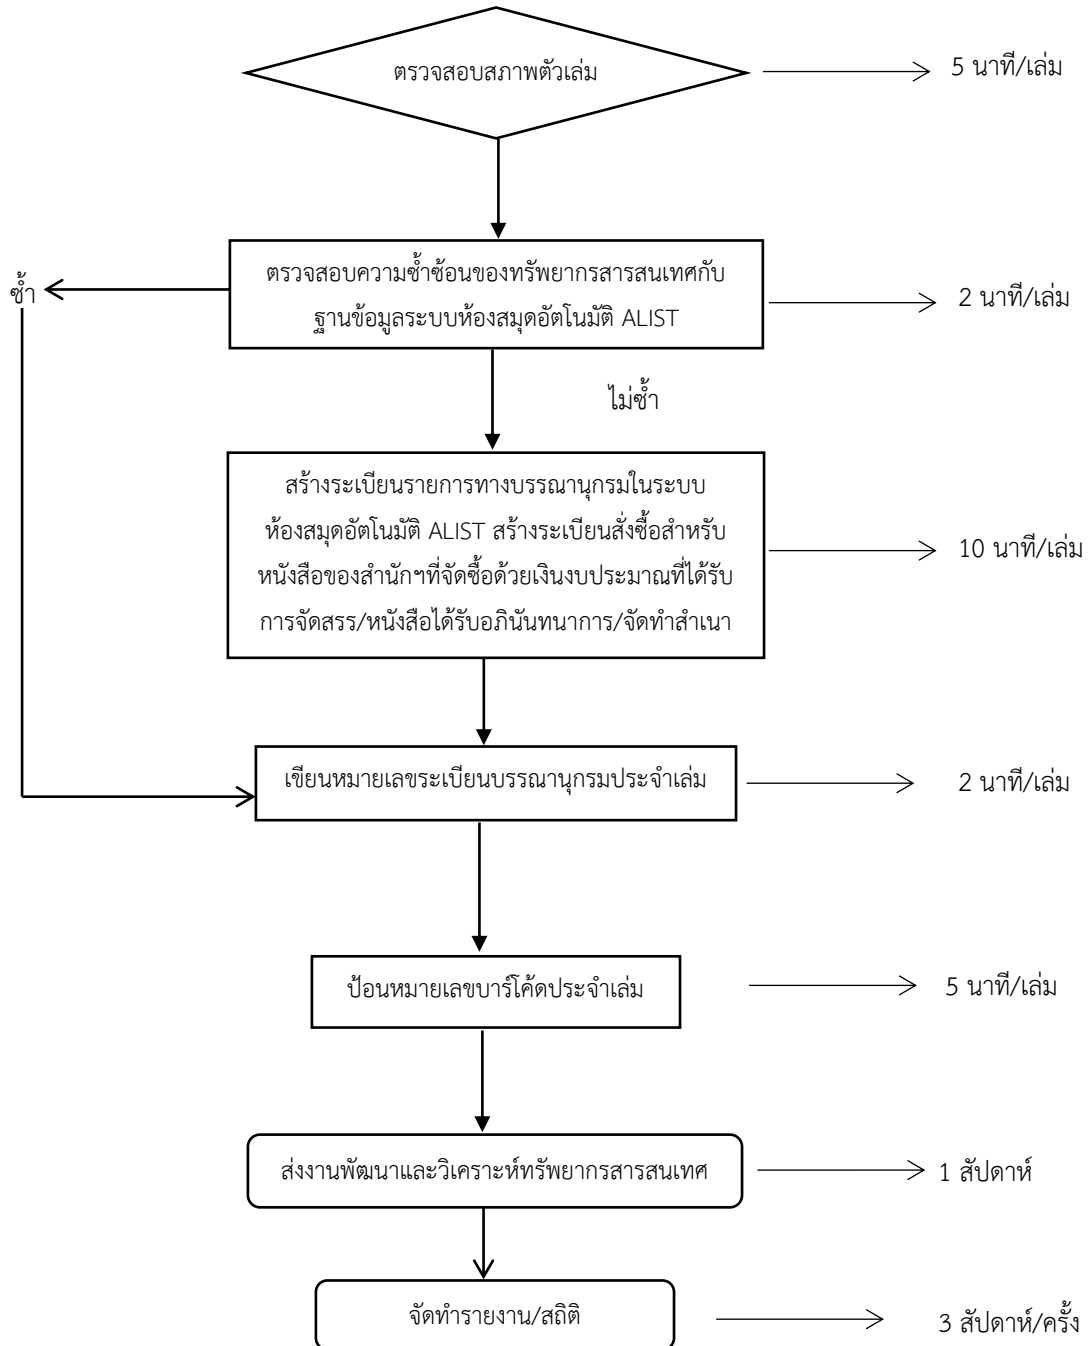 ตรวจสอบสภาพตัวเล่ม
5 นาที/เล่ม
ตรวจสอบความซ้ำซ้อนของทรัพยากรสารสนเทศกับ
ฐานข้อมูลระบบห้องสมุดอัตโนมัติ ALIST
ซ้ำ
2 นาที/เล่ม
ไม่ซ้ำ
สร้างระเบียนรายการทางบรรณานุกรมในระบบ
ห้องสมุดอัตโนมัติ ALIST สร้างระเบียนสั่งซื้อสำหรับ
หนังสือของสำนักฯที่จัดซื้อด้วยเงินงบประมาณที่ได้รับ
การจัดสรร/หนังสือได้รับอภินันทนาการ/จัดทำสำเนา
10 นาที/เล่ม
เขียนหมายเลขระเบียนบรรณานุกรมประจำเล่ม
2 นาที/เล่ม
ป้อนหมายเลขบาร์โค้ดประจำเล่ม
5 นาที/เล่ม
ส่งงานพัฒนาและวิเคราะห์ทรัพยากรสารสนเทศ
1 สัปดาห์
จัดทำรายงาน/สถิติ
3 สัปดาห์/ครั้ง